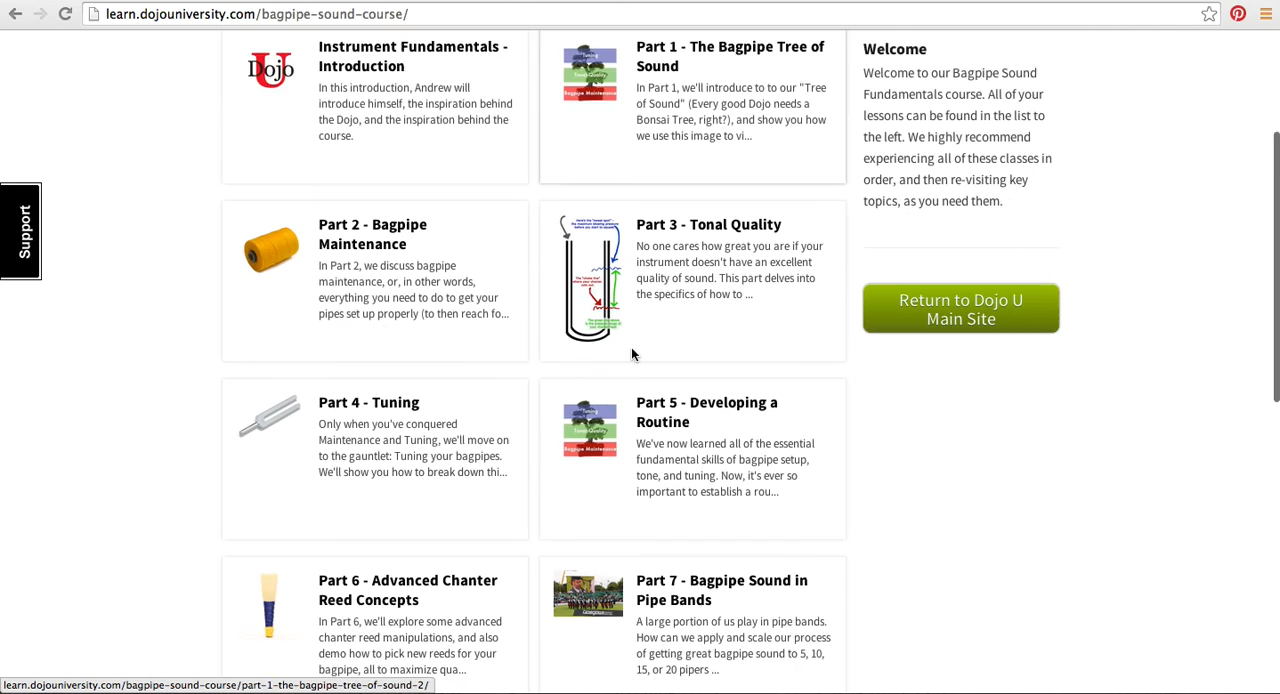 learn.dojouniversity.com/bagpipe-sound-course/
Instrument Fundamentals -
Introduction
In this introduction, Andrew will
introduce himself, the inspiration behind
the Dojo, and the inspiration behind the
course.
Dojo
U
Part 1 - The Bagpipe Tree of
Sound
In Part 1, we'll introduce to to our "Tree
of Sound" (Every good Dojo needs a
Bonsai Tree, right?), and show you how
we use this image to vi...
Tuning
Tonal Quality
Bagpipe Maintenance
Welcome
Welcome to our Bagpipe Sound
Fundamentals course. All of your
lessons can be found in the list to
the left. We highly recommend
experiencing all of these classes in
order, and then re-visiting key
topics, as you need them.
Return to Dojo U
Main Site
Support
Part 2 - Bagpipe
Maintenance
In Part 2, we discuss bagpipe
maintenance, or, in other words,
everything you need to do to get your
pipes set up properly (to then reach fo...
Part 3 - Tonal Quality
No one cares how great you are if your
instrument doesn't have an excellent
quality of sound. This part delves into
the specifics of how to ...
Part 4 - Tuning
Only when you've conquered
Maintenance and Tuning, we'll move on
to the gauntlet: Tuning your bagpipes.
We'll show you how to break down thi...
Part 5 - Developing a
Routine
We've now learned all of the essential
fundamental skills of bagpipe setup,
tone, and tuning. Now, it's ever so
important to establish a rou...
Tuning
Tonal Quality
Bagpipe Maintenance
Part 6 - Advanced Chanter
Reed Concepts
In Part 6, we'll explore some advanced
chanter reed manipulations, and also
demo how to pick new reeds for your
bagpipe, all to maximize qua...
Part 7 - Bagpipe Sound in
Pipe Bands
A large portion of us play in pipe bands.
How can we apply and scale our process
of getting great bagpipe sound to 5, 10,
15, or 20 pipers ...
learn.dojouniversity.com/bagpipe-sound-course/part-1-the-bagpipe-tree-of-sound-2/